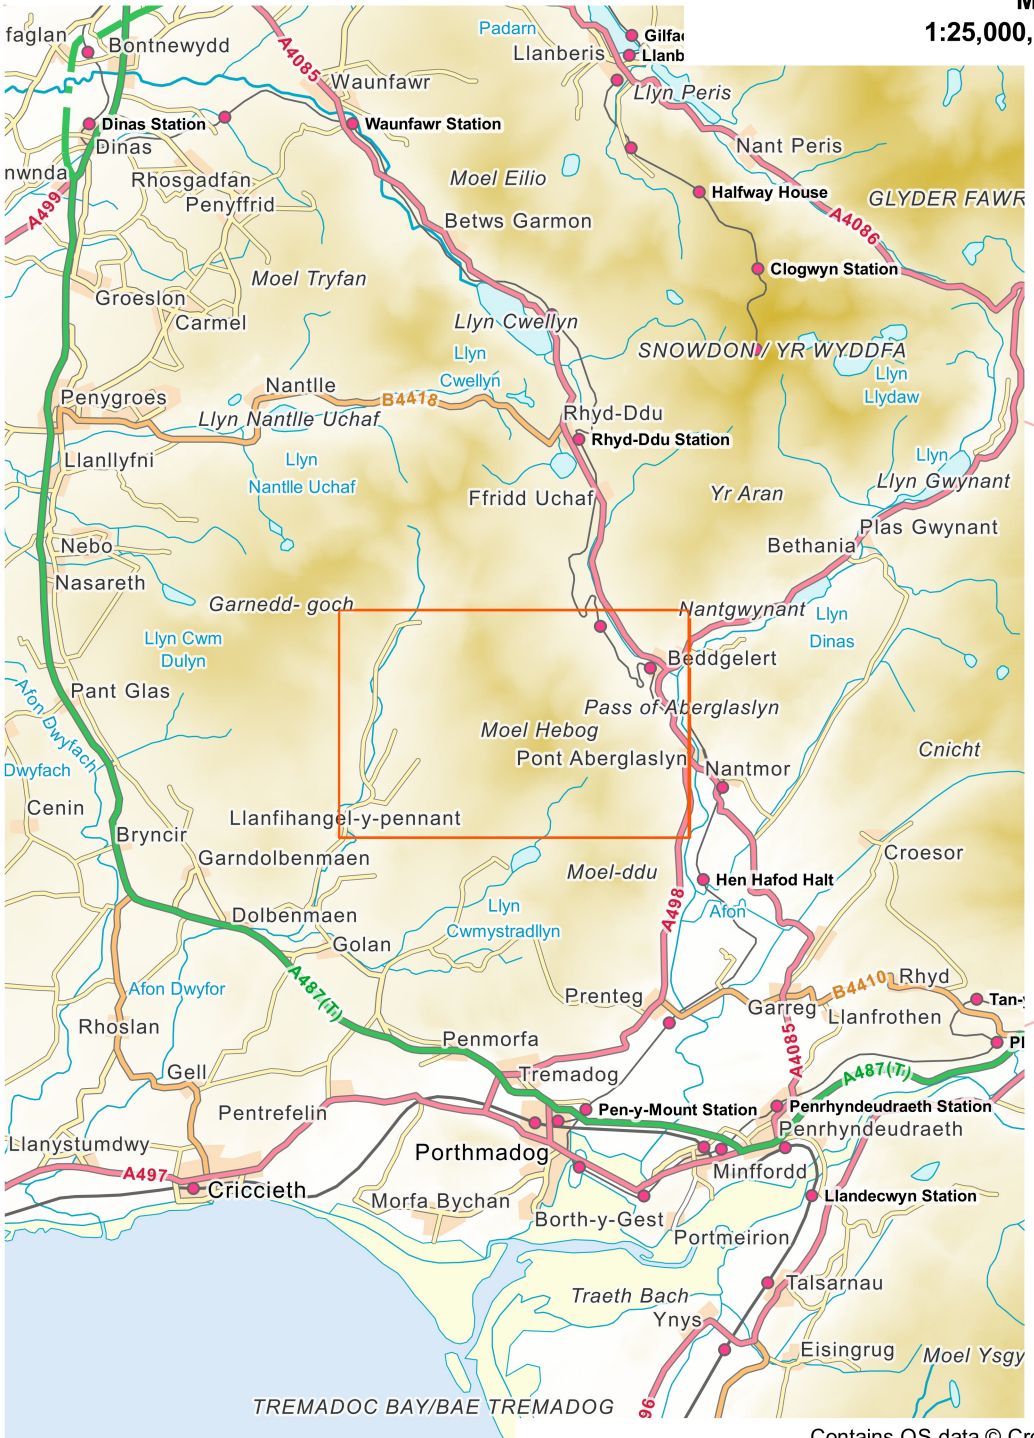 M
1:25,000,
faglan
Bontnewydd
A4085
Padarn
Llanberis
Gilfac
Llanb
Waunfawr
Llyn Peris
Dinas Station
Waunfawr Station
Dinas
Nant Peris
nwnda
Rhosgadfan
Moel Eilio
Halfway House
GLYDER FAWR
A499
Penyffrid
Betws Garmon
A4086
Moel Tryfan
Clogwyn Station
Groeslon
Carmel
Llyn Cwellyn
SNOWDON / YR WYDDFA
Llyn
Cwellyn
Llyn
Llydaw
Penygroes
Nantlle
B4418
Llyn Nantlle Uchaf
Rhyd-Ddu
Rhyd-Ddu Station
Llanllyfni
Llyn
Nantlle Uchaf
Llyn
Llyn Gwynant
Ffridd Uchaf
Yr Aran
Plas Gwynant
Nebo
Bethania
Nasareth
Garnedd- goch
Nantgwynant
Llyn
Dinas
Llyn Cwm
Dulyn
Beddgelert
Pant Glas
Afon Dwyfach
Pass of Aberglaslyn
Moel Hebog
Cnicht
Dwyfach
Pont Aberglaslyn
Nantmor
Cenin
Llanfihangel-y-pennant
Bryncir
Garndolbenmaen
Croesor
Moel-ddu
Hen Hafod Halt
A498
Llyn
Cwmystradllyn
Afon
Dolbenmaen
Golan
A487(T)
Afon Dwyfor
Prenteg
B4410
Rhyd
Tan-y
Garreg
Llanfrothen
Rhoslan
Penmorfa
A4085
Pl
Gell
Tremadog
A487(T)
Pentrefelin
Pen-y-Mount Station
Penrhyndeudraeth Station
Penrhyndeudraeth
Llanystumdwy
Porthmadog
Minffordd
A497
Criccieth
Morfa Bychan
Llandecwyn Station
Borth-y-Gest
Portmeirion
Talsarnau
Traeth Bach
Ynys
Eisingrug
Moel Ysgy
TREMADOC BAY/BAE TREMADOG
96
Contains OS data © Cro